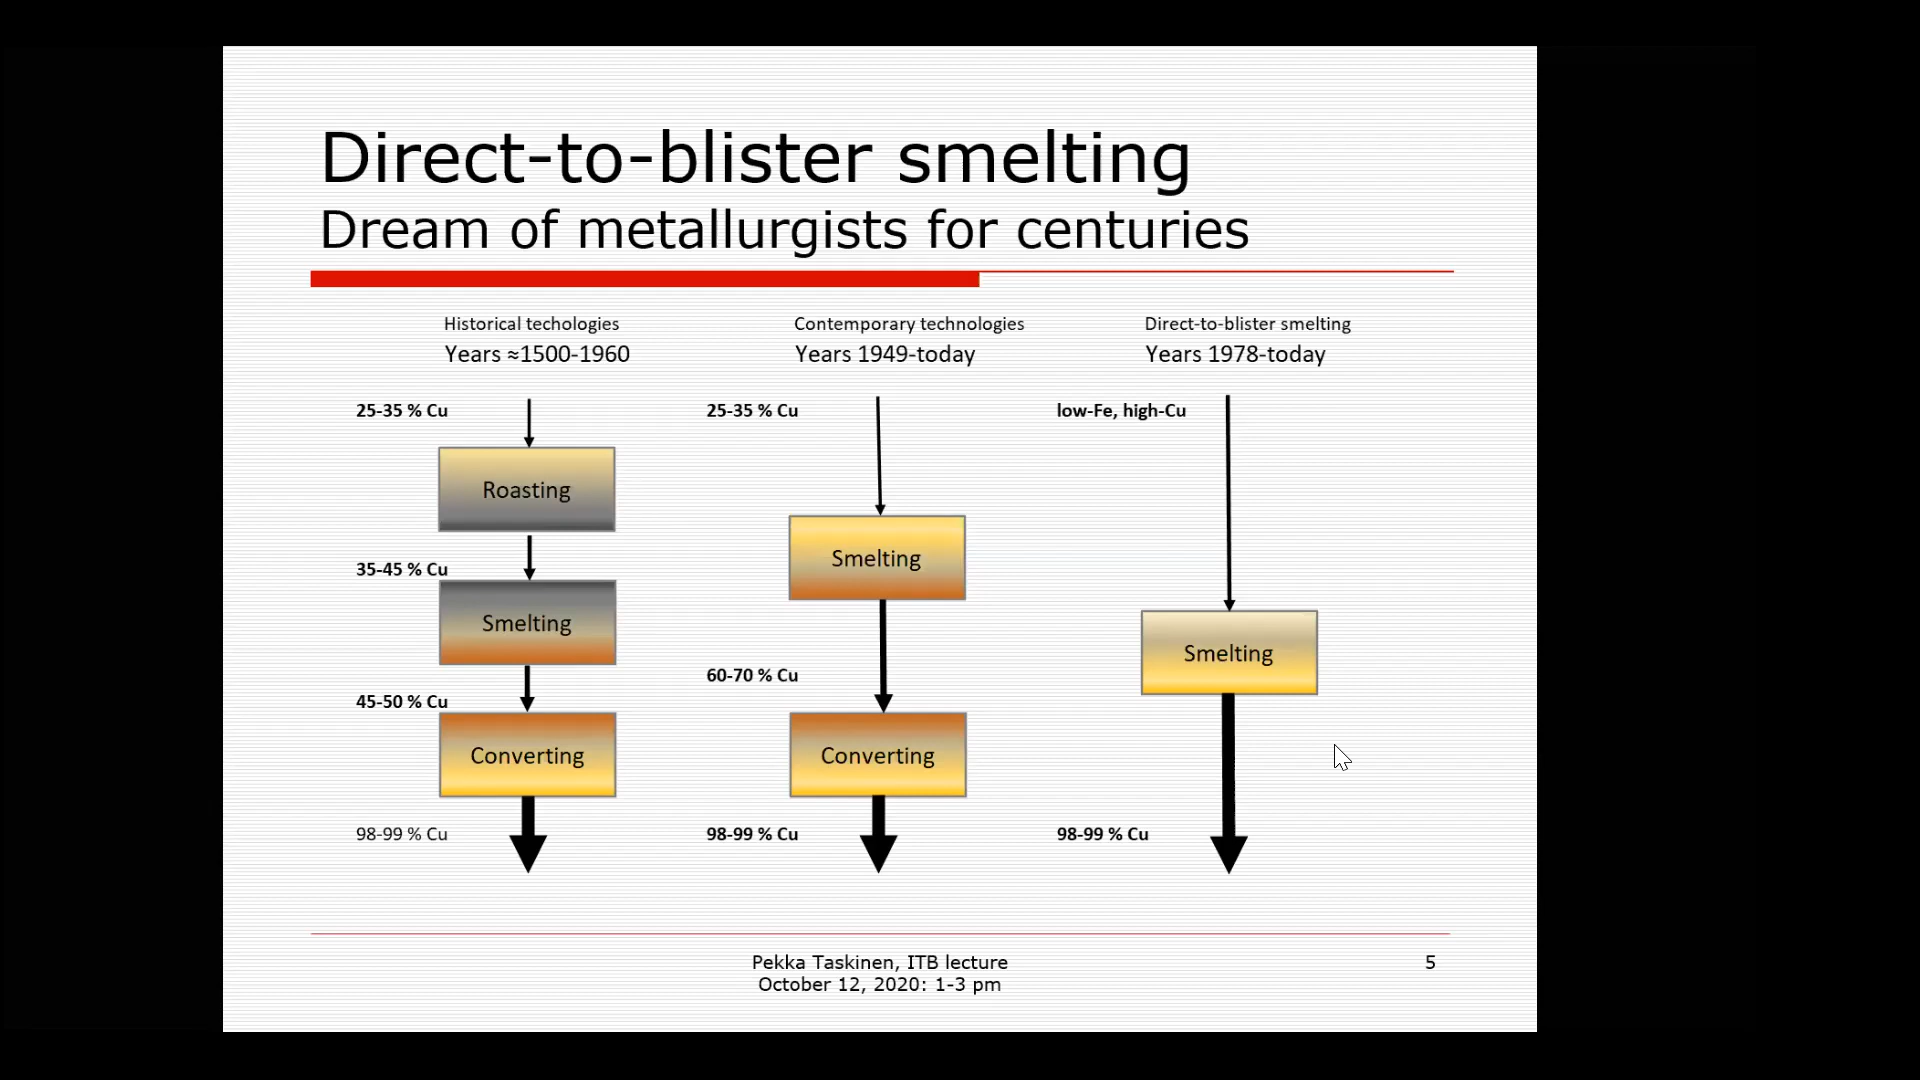 Direct-to-blister smelting
Dream of metallurgists for centuries
Historical techologies
Years ≈1500-1960
25-35 % Cu
Roasting
35-45 % Cu
Smelting
45-50 % Cu
Converting
98-99 % Cu
Contemporary technologies
Years 1949-today
25-35 % Cu
Smelting
60-70 % Cu
Converting
98-99 % Cu
Direct-to-blister smelting
Years 1978-today
low-Fe, high-Cu
Smelting
98-99 % Cu
Pekka Taskinen, ITB lecture
October 12, 2020: 1-3 pm
5